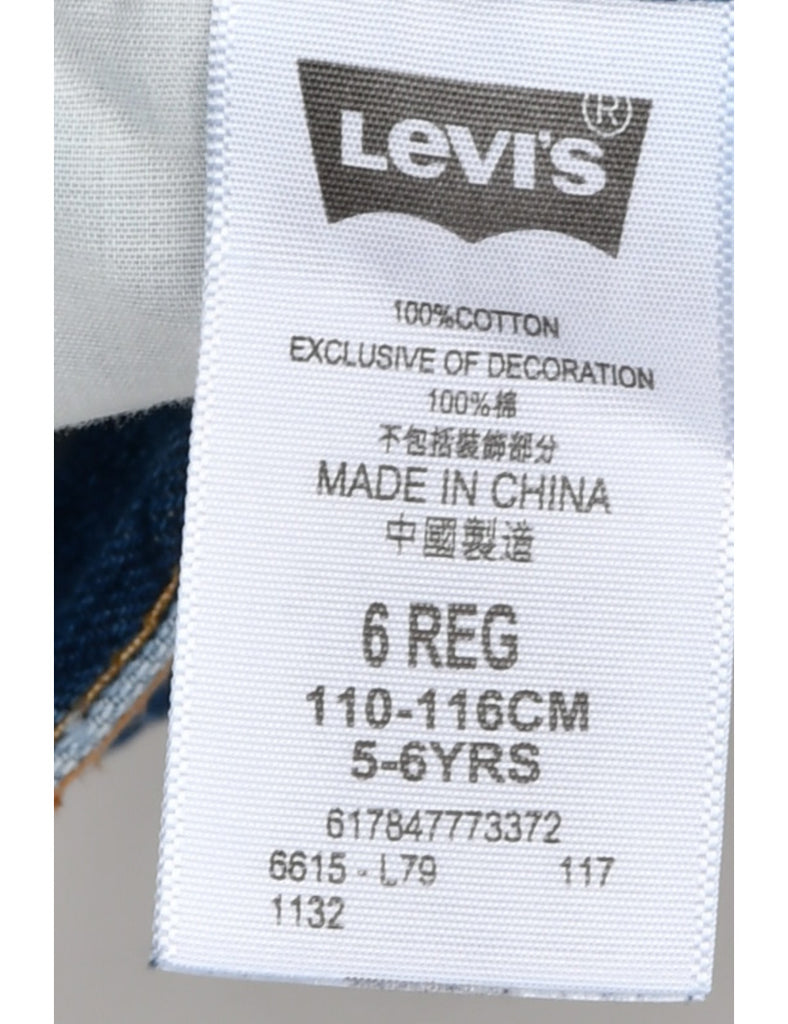 LEVI'S ®
100%COTTON
EXCLUSIVE OF DECORATION
100%棉
不包括裝飾部分
MADE IN CHINA
中國製造
6 REG
110-116CM
5-6YRS
617847773372
6615 - L79 117
1132